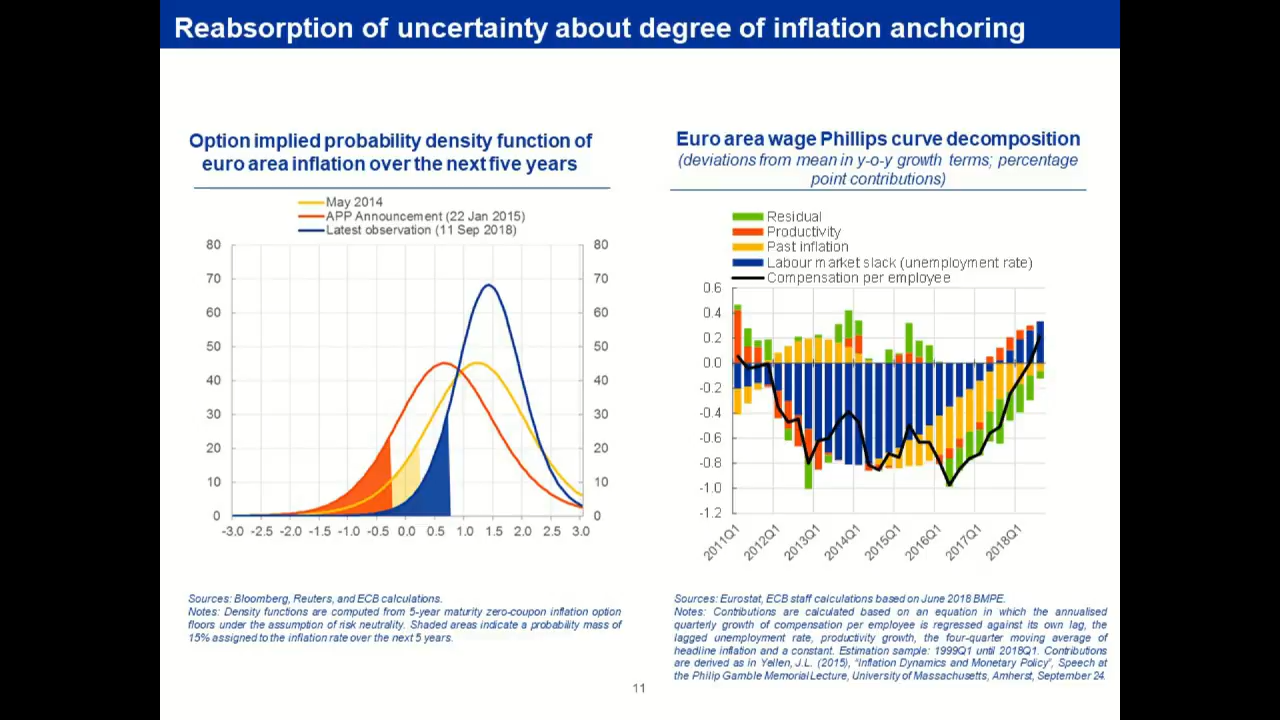 Reabsorption of uncertainty about degree of inflation anchoring
Option implied probability density function of
euro area inflation over the next five years
May 2014
APP Announcement (22 Jan 2015)
Latest observation (11 Sep 2018)
80 80
70 70
60 60
50 50
40 40
30 30
20 20
10 10
0 0
-3.0 -2.5 -2.0 -1.5 -1.0 -0.5 0.0 0.5 1.0 1.5 2.0 2.5 3.0
Sources: Bloomberg, Reuters, and ECB calculations.
Notes: Density functions are computed from 5-year maturity zero-coupon inflation option
floors under the assumption of risk neutrality. Shaded areas indicate a probability mass of
15% assigned to the inflation rate over the next 5 years.
Euro area wage Phillips curve decomposition
(deviations from mean in y-o-y growth terms; percentage
point contributions)
Residual
Productivity
Past inflation
Labour market slack (unemployment rate)
Compensation per employee
0.6
0.4
0.2
0.0
-0.2
-0.4
-0.6
-0.8
-1.0
-1.2
2011Q1 2012Q1 2013Q1 2014Q1 2015Q1 2016Q1 2017Q1 2018Q1
Sources: Eurostat, ECB staff calculations based on June 2018 BMPE.
Notes: Contributions are calculated based on an equation in which the annualised
quarterly growth of compensation per employee is regressed against its own lag, the
lagged unemployment rate, productivity growth, the four-quarter moving average of
headline inflation and a constant. Estimation sample: 1999Q1 until 2018Q1. Contributions
are derived as in Yellen, J.L. (2015), "Inflation Dynamics and Monetary Policy", Speech at
the Philip Gamble Memorial Lecture, University of Massachusetts, Amherst, September 24.
11